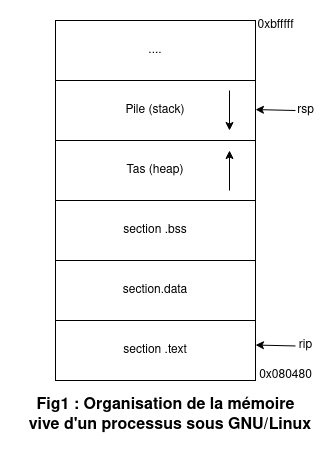 0xbfffff
....
Pile (stack)
rsp
Tas (heap)
section .bss
section.data
section .text
rip
0x080480
Fig1 : Organisation de la mémoire
vive d'un processus sous GNU/Linux